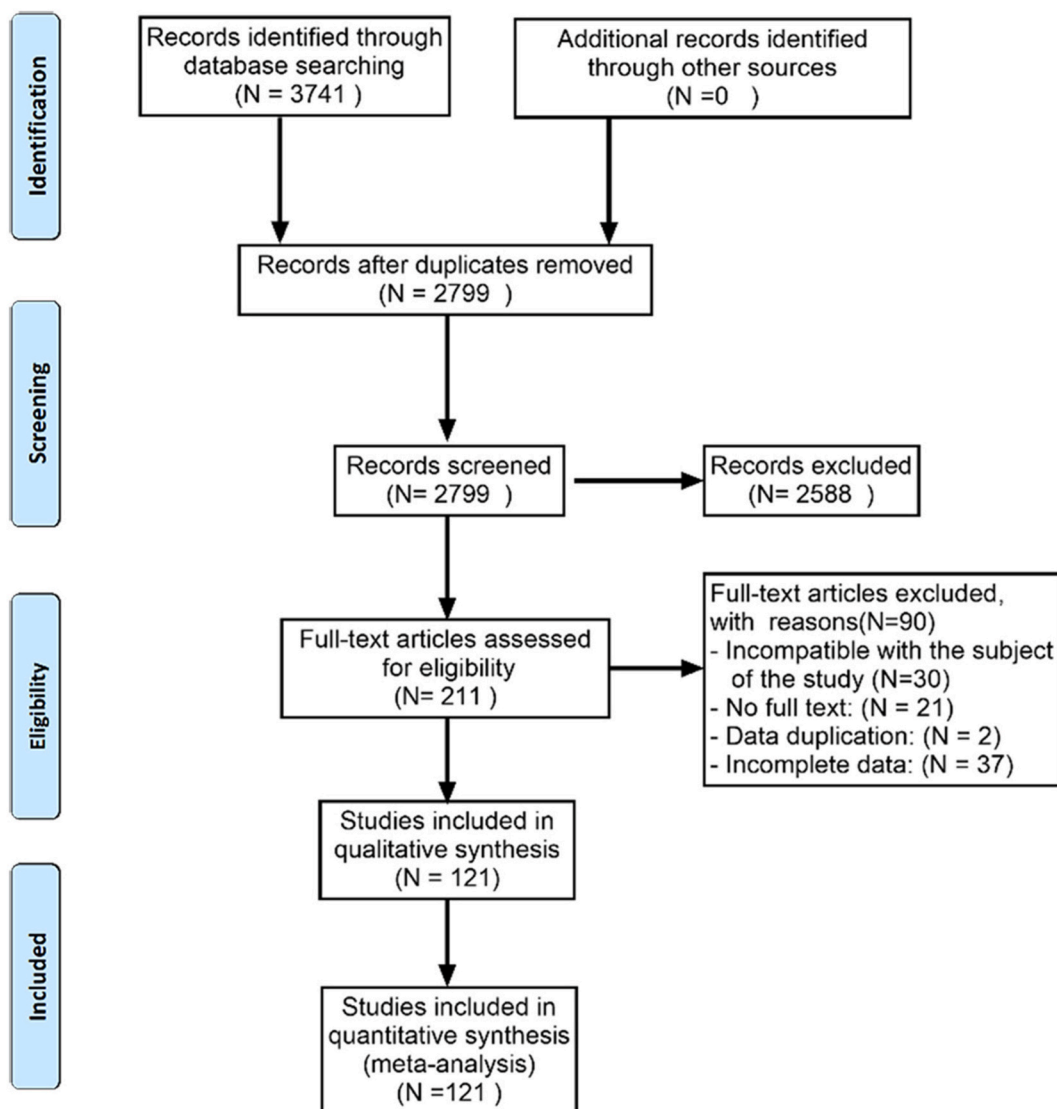 Identification
Records identified through
database searching
(N = 3741 )
Additional records identified
through other sources
(N =0 )
Records after duplicates removed
(N = 2799 )
Screening
Records screened
(N= 2799 )
Records excluded
(N= 2588 )
Eligibility
Full-text articles assessed
for eligibility
(N= 211 )
Full-text articles excluded,
with reasons(N=90)
- Incompatible with the subject
of the study (N=30)
- No full text: (N = 21)
- Data duplication: (N = 2)
- Incomplete data: (N = 37)
Studies included in
qualitative synthesis
(N = 121)
Included
Studies included in
quantitative synthesis
(meta-analysis)
(N =121 )